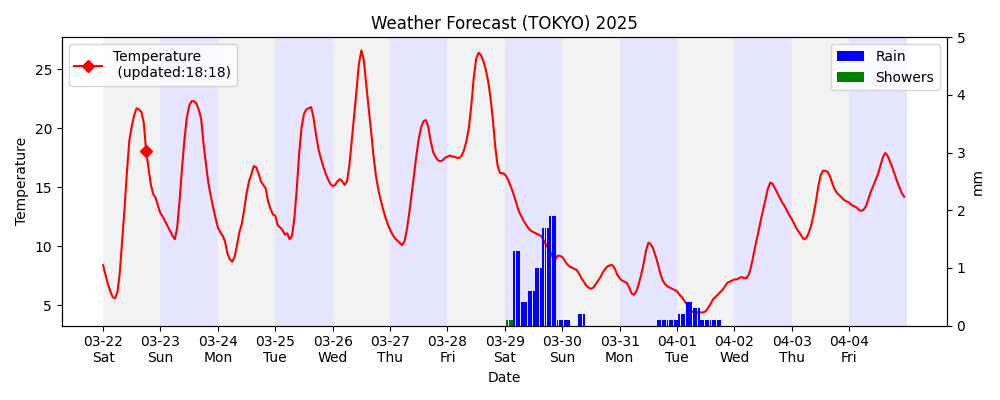 Weather Forecast (TOKYO) 2025
Temperature
(updated:18:18)
Rain
Showers
Temperature
25
20
15
10
5
mm
5
4
3
2
1
0
03-22 03-23 03-24 03-25 03-26 03-27 03-28 03-29 03-30 03-31 04-01 04-02 04-03 04-04
Sat Sun Mon Tue Wed Thu Fri Sat Sun Mon Tue Wed Thu Fri
Date